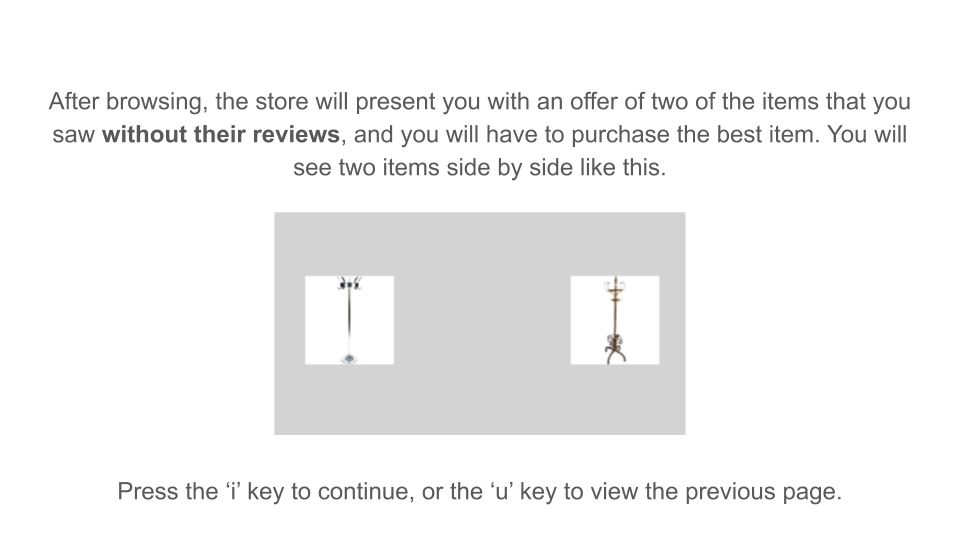 After browsing, the store will present you with an offer of two of the items that you
saw without their reviews, and you will have to purchase the best item. You will
see two items side by side like this.
Press the ‘i’ key to continue, or the ‘u’ key to view the previous page.